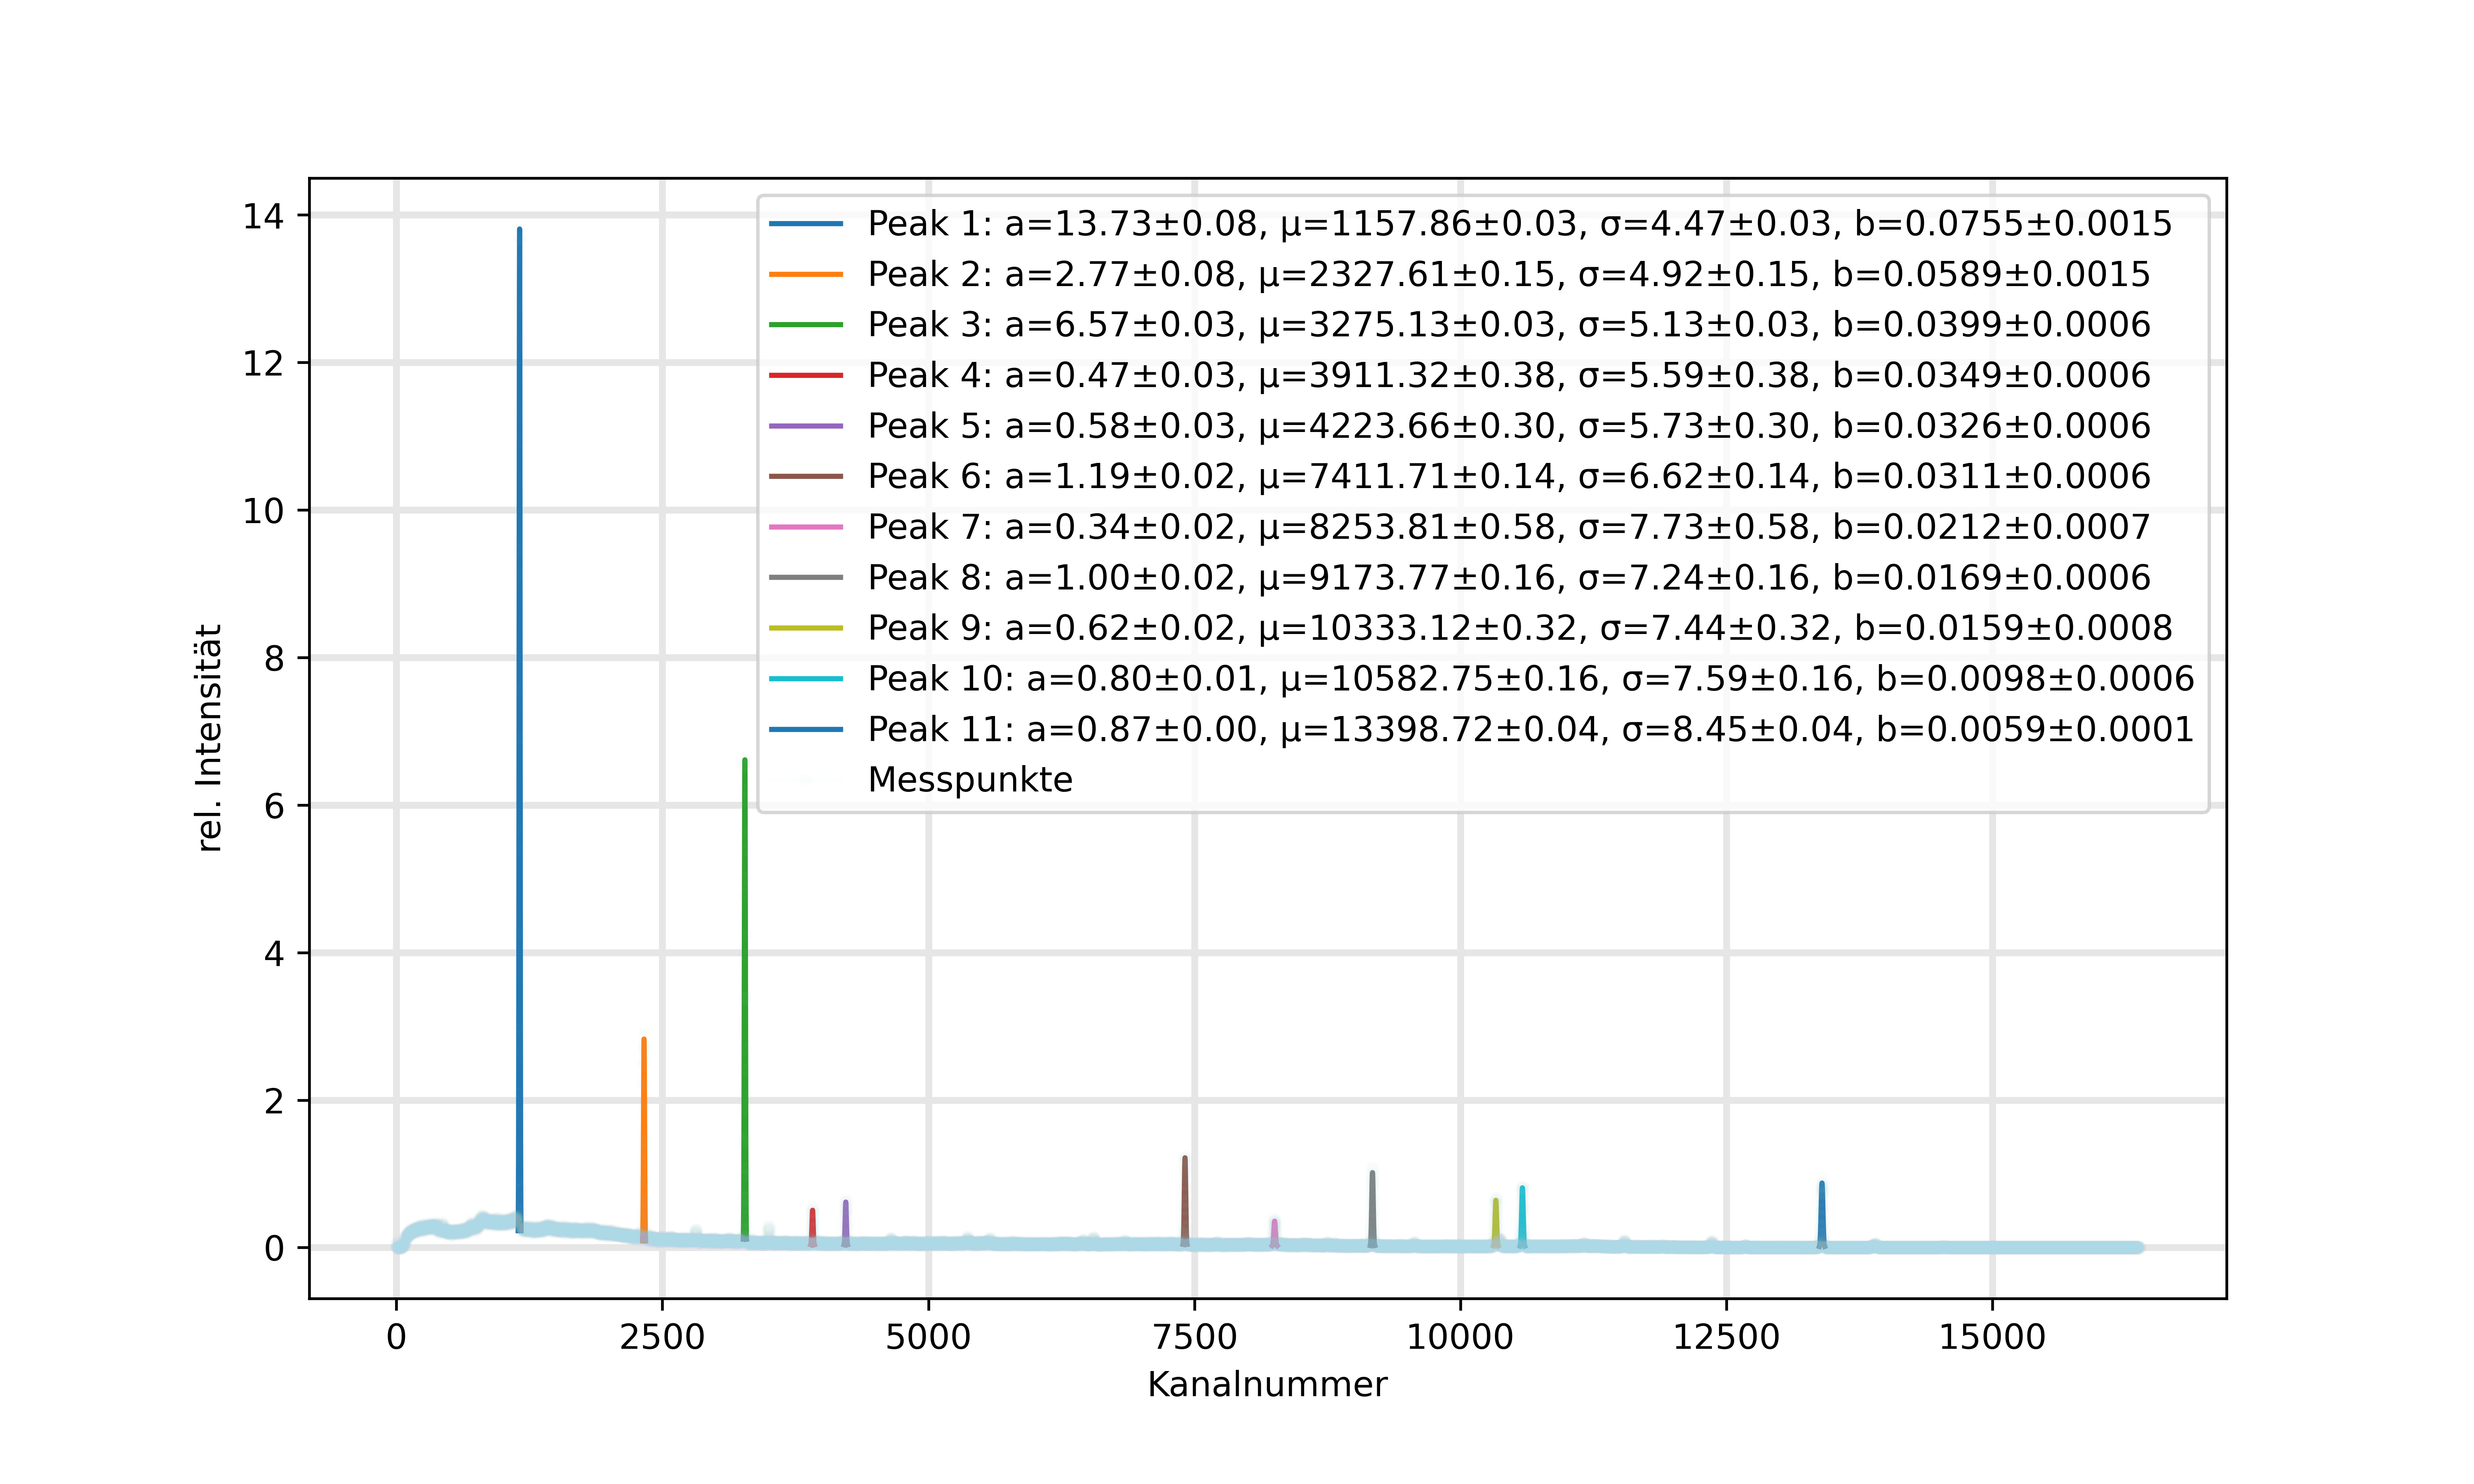 14
12
10
8
6
4
2
0
rel. Intensität
Peak 1: a=13.73±0.08, μ=1157.86±0.03, σ=4.47±0.03, b=0.0755±0.0015
Peak 2: a=2.77±0.08, μ=2327.61±0.15, σ=4.92±0.15, b=0.0589±0.0015
Peak 3: a=6.57±0.03, μ=3275.13±0.03, σ=5.13±0.03, b=0.0399±0.0006
Peak 4: a=0.47±0.03, μ=3911.32±0.38, σ=5.59±0.38, b=0.0349±0.0006
Peak 5: a=0.58±0.03, μ=4223.66±0.30, σ=5.73±0.30, b=0.0326±0.0006
Peak 6: a=1.19±0.02, μ=7411.71±0.14, σ=6.62±0.14, b=0.0311±0.0006
Peak 7: a=0.34±0.02, μ=8253.81±0.58, σ=7.73±0.58, b=0.0212±0.0007
Peak 8: a=1.00±0.02, μ=9173.77±0.16, σ=7.24±0.16, b=0.0169±0.0006
Peak 9: a=0.62±0.02, μ=10333.12±0.32, σ=7.44±0.32, b=0.0159±0.0008
Peak 10: a=0.80±0.01, μ=10582.75±0.16, σ=7.59±0.16, b=0.0098±0.0006
Peak 11: a=0.87±0.00, μ=13398.72±0.04, σ=8.45±0.04, b=0.0059±0.0001
Messpunkte
0 2500 5000 7500 10000 12500 15000
Kanalnummer